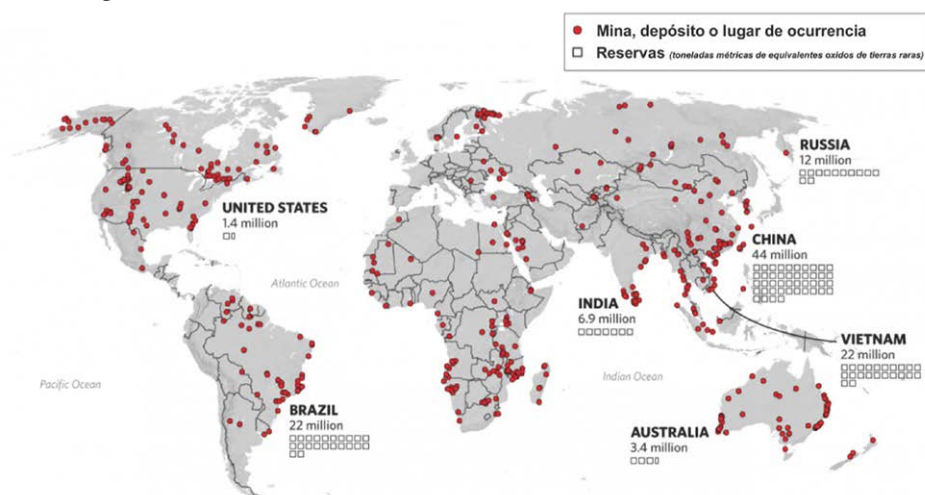 Mina, depósito o lugar de ocurrencia
Reservas (toneladas métricas de equivalentes oxidos de tierras raras)
RUSSIA
12 million
UNITED STATES
1.4 million
CHINA
44 million
Atlantic Ocean
INDIA
6.9 million
VIETNAM
22 million
Pacific Ocean
Indian Ocean
BRAZIL
22 million
AUSTRALIA
3.4 million